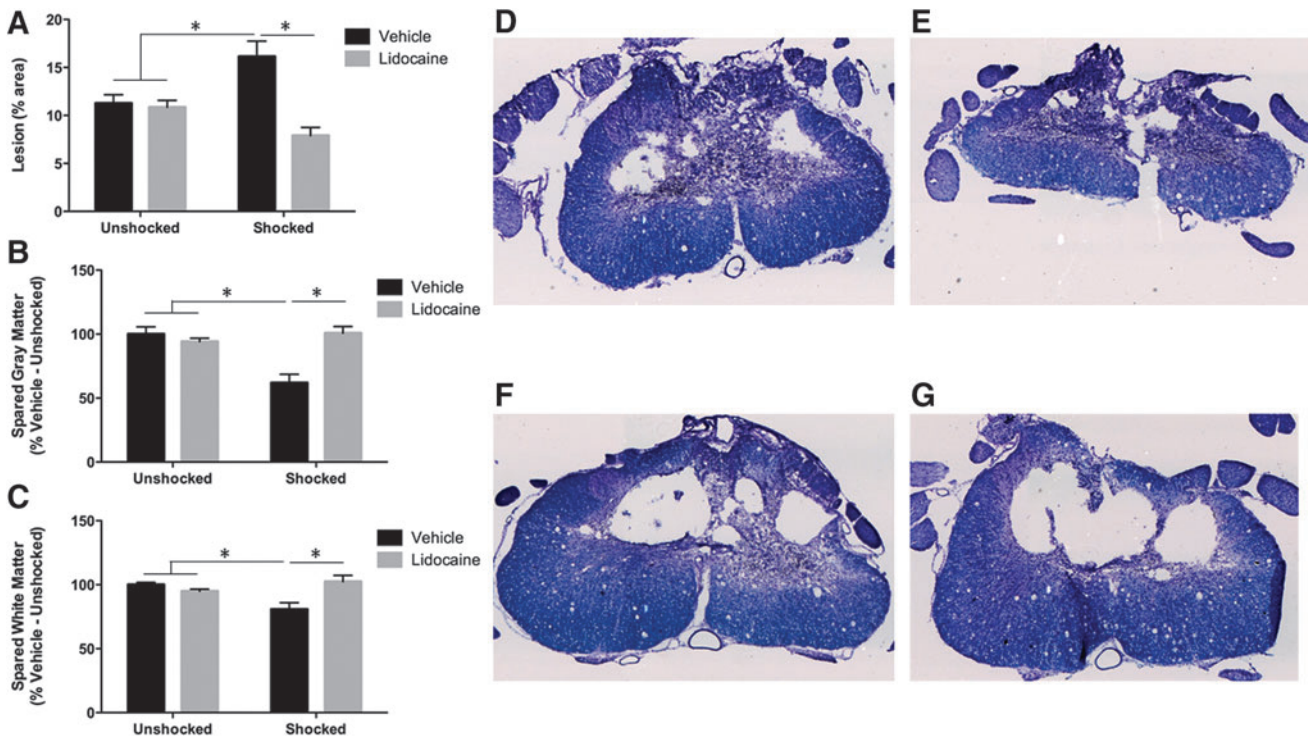 A
Lesion (% area)
20
15
10
5
0
*
*
Vehicle
Lidocaine
Unshocked
Shocked
B
Spared Gray Matter
(% Vehicle - Unshocked)
150
100
50
0
*
*
Vehicle
Lidocaine
Unshocked
Shocked
C
Spared White Matter
(% Vehicle - Unshocked)
150
100
50
0
*
*
Vehicle
Lidocaine
Unshocked
Shocked
D
E
F
G